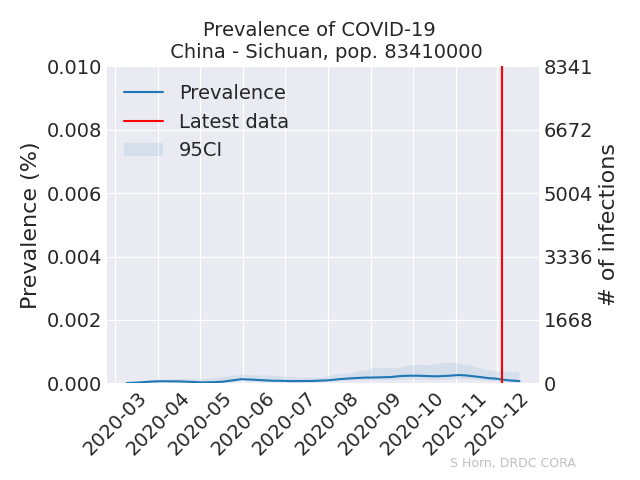 Prevalence of COVID-19
China - Sichuan, pop. 83410000
Prevalence
Latest data
95CI
Prevalence (%)
0.010
0.008
0.006
0.004
0.002
0.000
8341
6672
5004
3336
1668
0
# of infections
2020-03
2020-04
2020-05
2020-06
2020-07
2020-08
2020-09
2020-10
2020-11
2020-12
S Horn, DRDC CORA